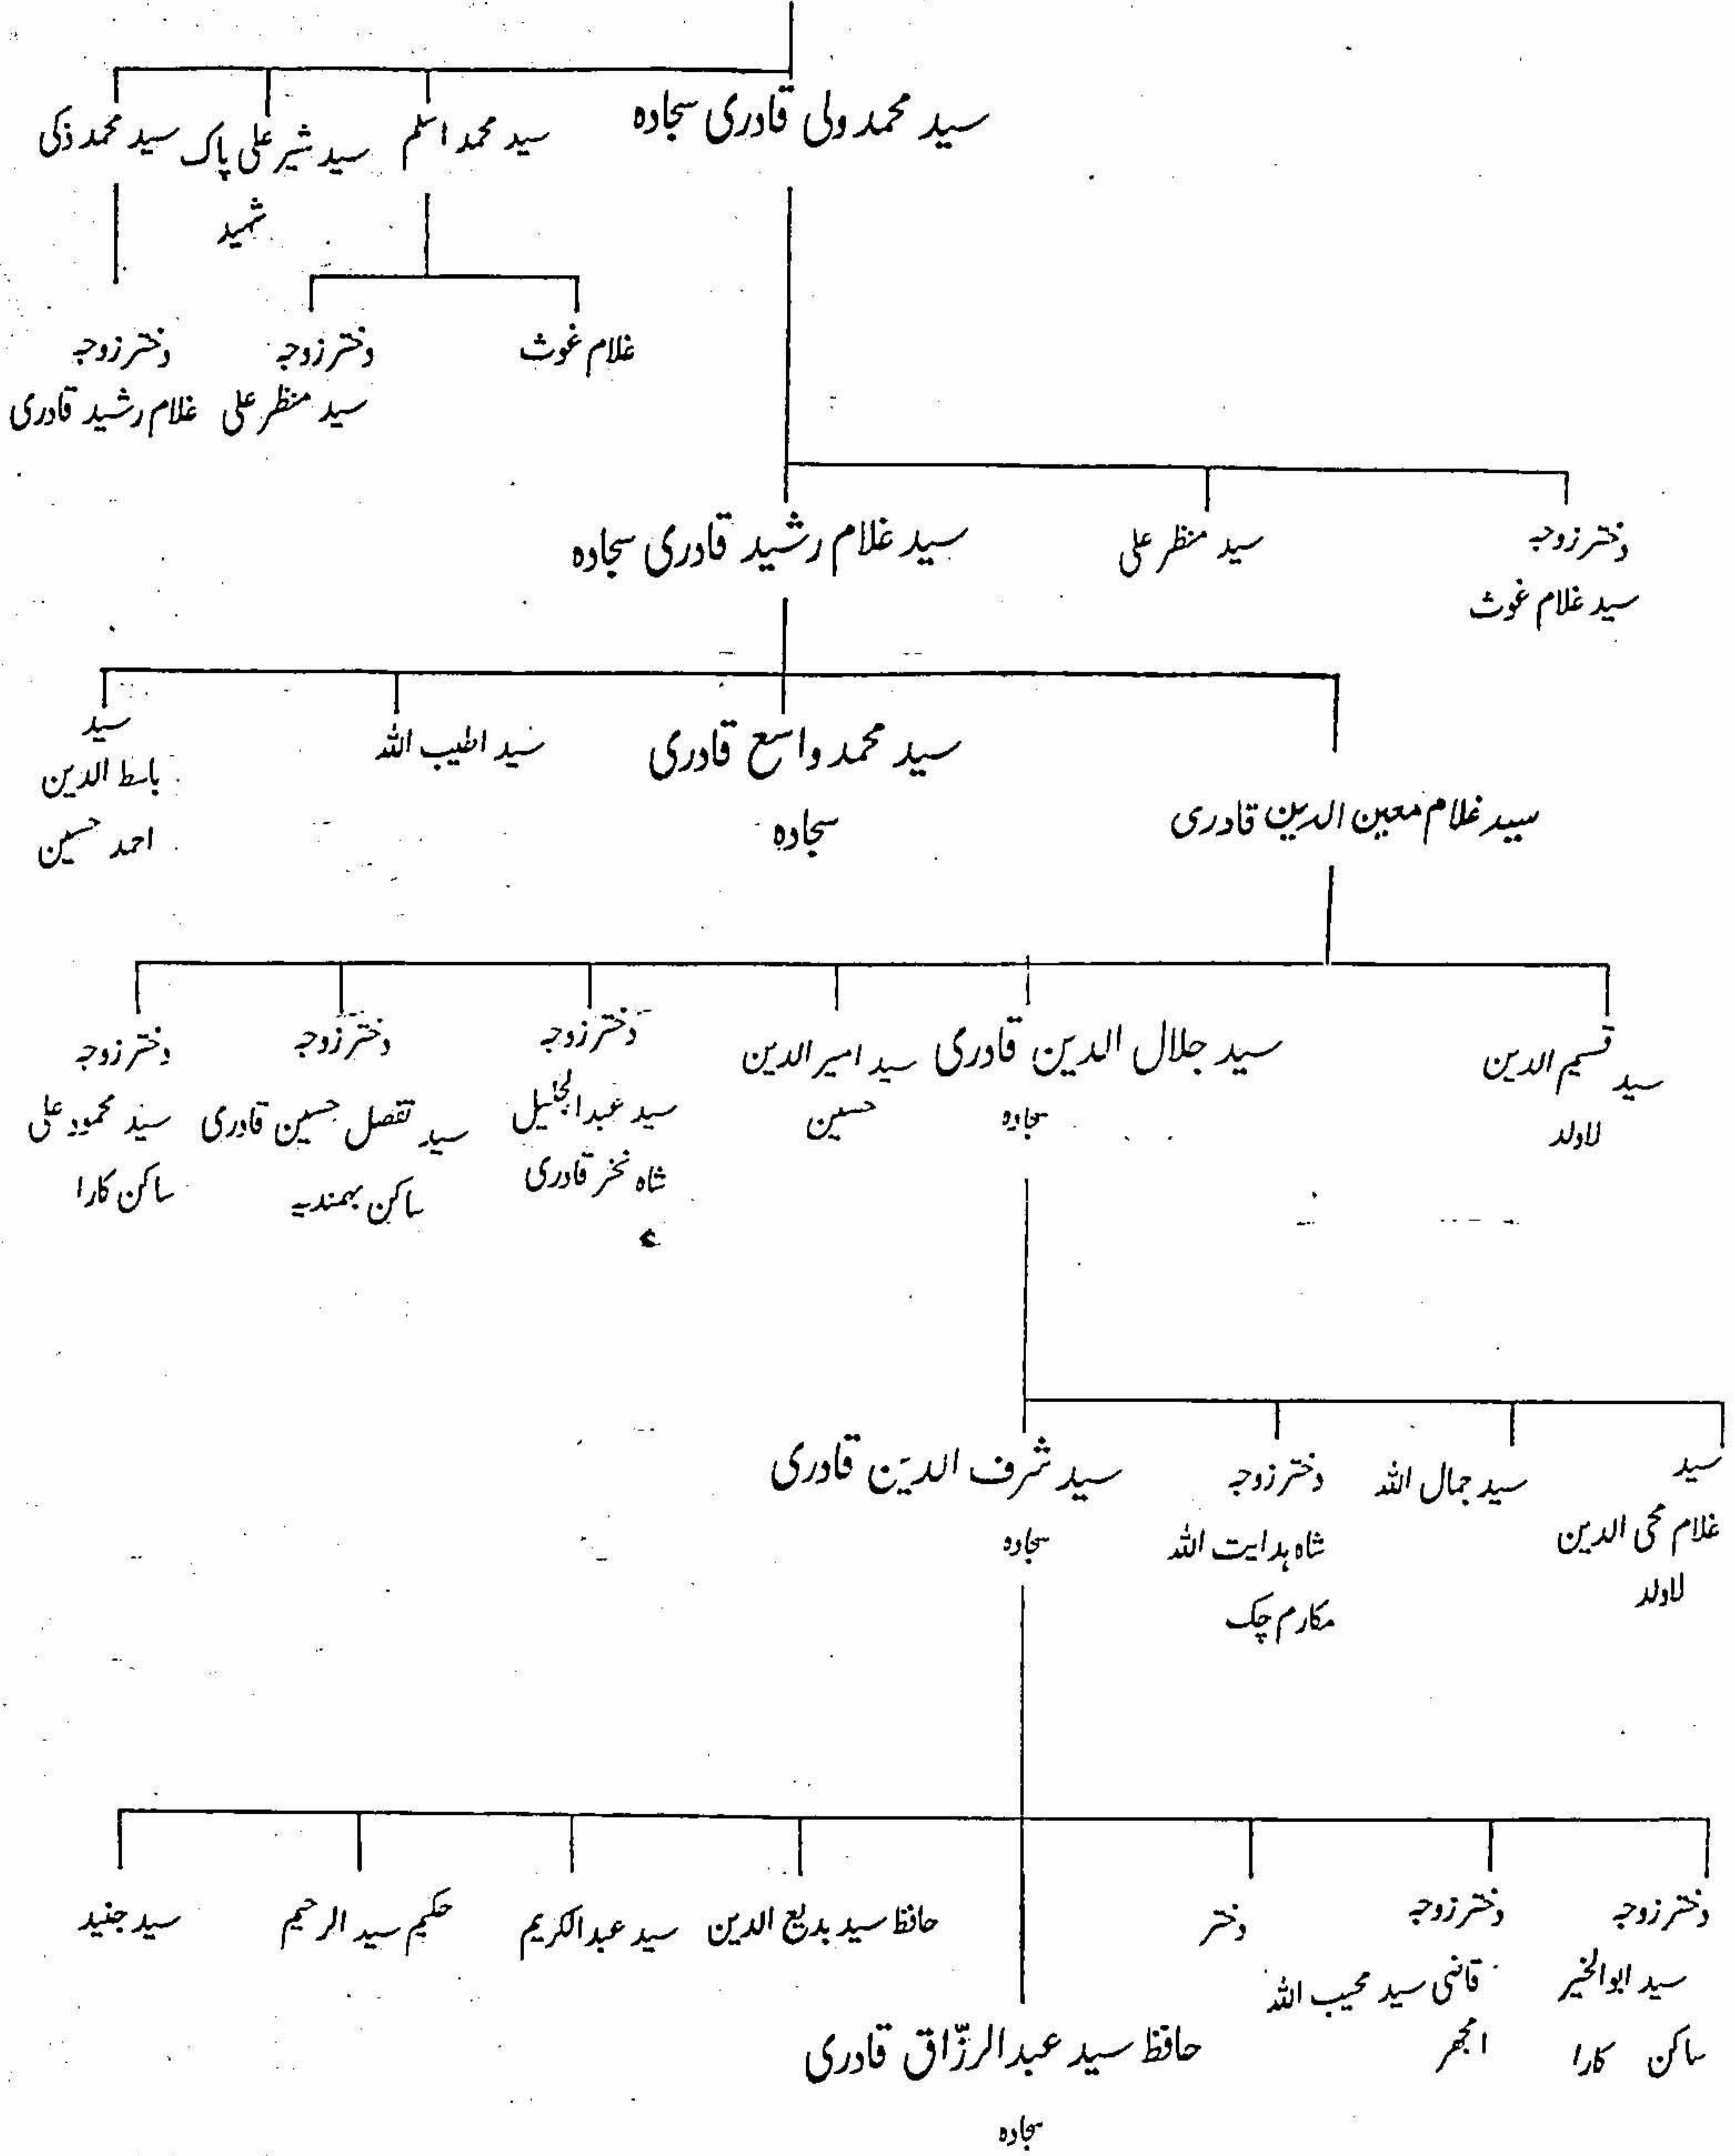 سید محمد ولی قادری سجادہ
سید محمد اسلم
سید شیر علی پاک
شہید
سید محمد ذکی
غلام غوث
دختر زوجہ
سید منظر علی
دختر زوجہ
غلام رشید قادری
دختر زوجہ
سید غلام غوث
سید منظر علی
سید غلام رشید قادری سجادہ
سید غلام معین الدین قادری
سید محمد واسع قادری
سجادہ
سید اطیب اللہ
سید
باسط الدین
احمد حسین
سید قسیم الدین
لاولد
سید جلال الدین قادری
سجادہ
سید امیر الدین
حسین
دختر زوجہ
سید عبدالجلیل
شاہ فخر قادری
دختر زوجہ
سید تفضل حسین قادری
ساکن بہمندیہ
دختر زوجہ
سید محمود علی
ساکن کارا
سید
غلام محی الدین
لاولد
سید جمال اللہ
دختر زوجہ
شاہ ہدایت اللہ
مکارم چک
سید شرف الدین قادری
سجادہ
دختر زوجہ
سید ابوالخیر
ساکن کارا
دختر زوجہ
قاضی سید محیب اللہ
امجھر
دختر
حافظ سید عبدالرزّاق قادری
سجادہ
حافظ سید بدیع الدین
سید عبدالکریم
حکیم سید الرحیم
سید جنید